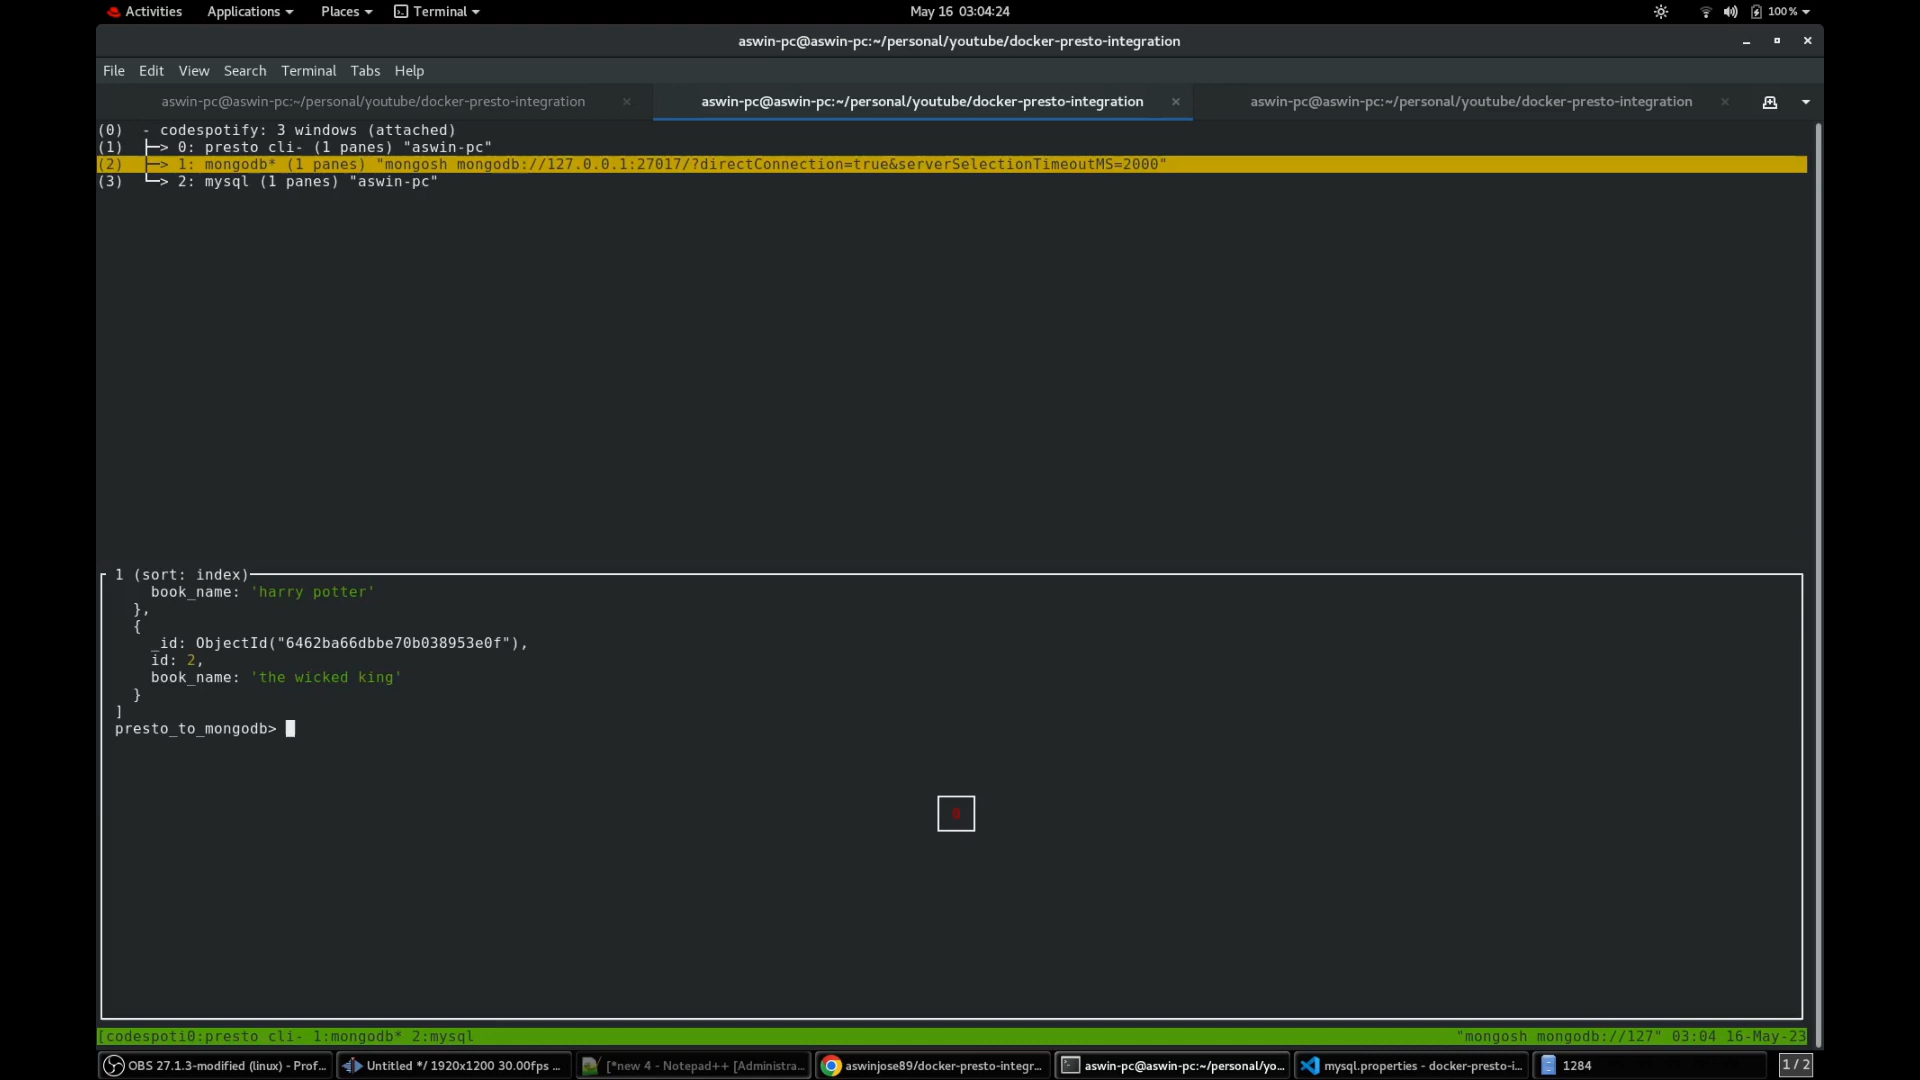 Activities Applications Places Terminal May 16 03:04:24 100%
aswin-pc@aswin-pc:~/personal/youtube/docker-presto-integration
File Edit View Search Terminal Tabs Help
aswin-pc@aswin-pc:~/personal/youtube/docker-presto-integration × aswin-pc@aswin-pc:~/personal/youtube/docker-presto-integration × aswin-pc@aswin-pc:~/personal/youtube/docker-presto-integration ×
(0) - codespotify: 3 windows (attached)
(1) ├─> 0: presto cli- (1 panes) "aswin-pc"
(2) ├─> 1: mongodb* (1 panes) "mongosh mongodb://127.0.0.1:27017/?directConnection=true&serverSelectionTimeoutMS=2000"
(3) └─> 2: mysql (1 panes) "aswin-pc"
1 (sort: index)
book_name: 'harry potter'
},
{
_id: ObjectId("6462ba66dbbe70b038953e0f"),
id: 2,
book_name: 'the wicked king'
}
]
presto_to_mongodb>
[codespoti0:presto cli- 1:mongodb* 2:mysql "mongosh mongodb://127" 03:04 16-May-23
OBS 27.1.3-modified (linux) - Prof... Untitled */ 1920x1200 30.00fps ... [*new 4 - Notepad++ [Administra... aswinjose89/docker-presto-integr... aswin-pc@aswin-pc:~/personal/yo... mysql.properties - docker-presto-i... 1284 1 / 2